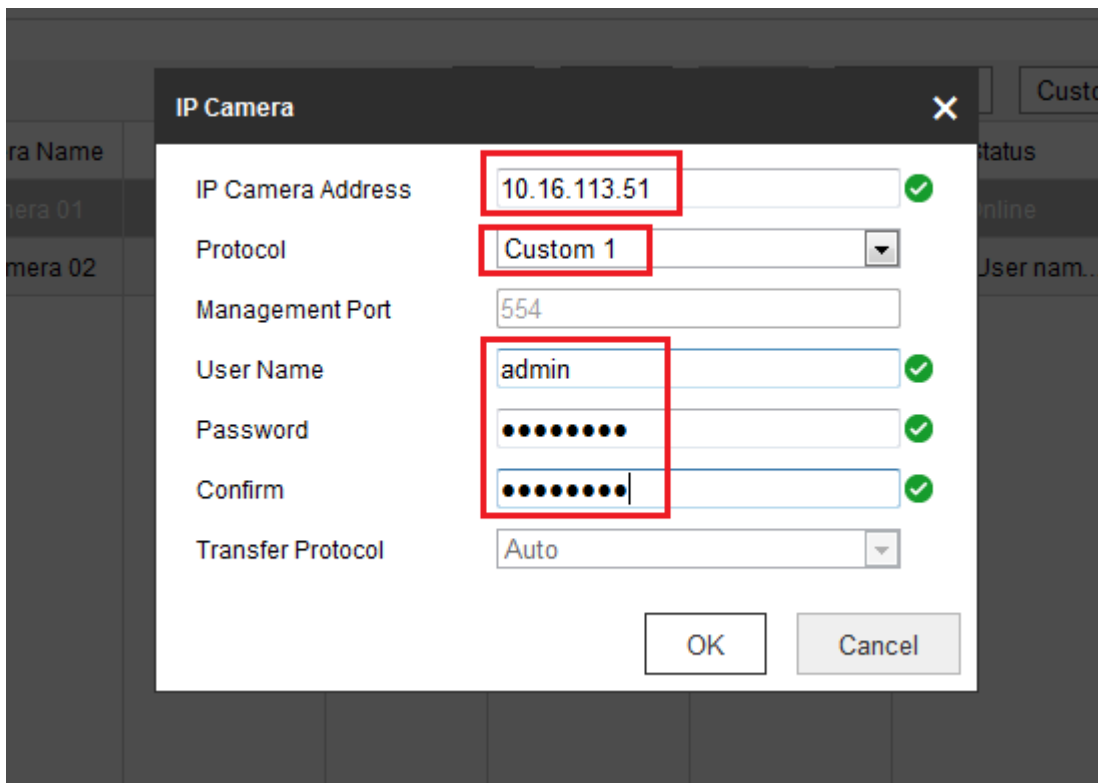 IP Camera
Custo
ra Name
Status
IP Camera Address
10.16.113.51
nera 01
Online
Protocol
Custom 1
mera 02
User nam..
Management Port
554
User Name
admin
Password
••••••••
Confirm
••••••••
Transfer Protocol
Auto
OK
Cancel